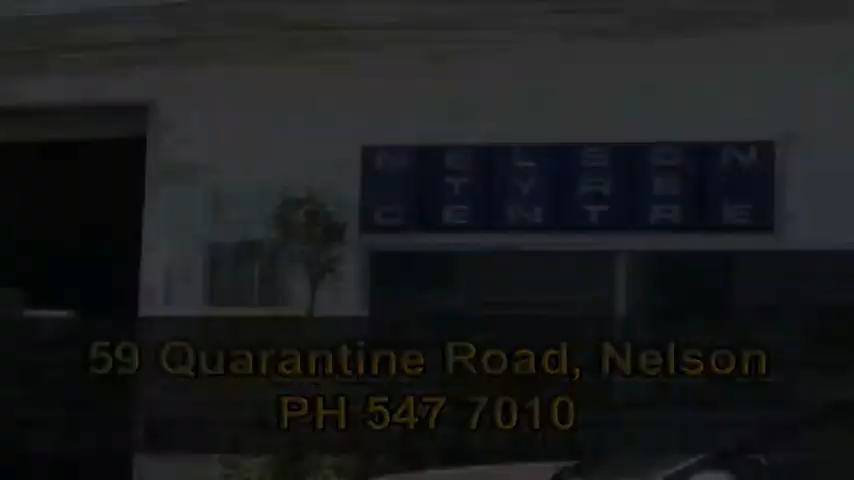 NELSON
TYRE
CENTRE
59 Quarantine Road, Nelson
PH 547 7010